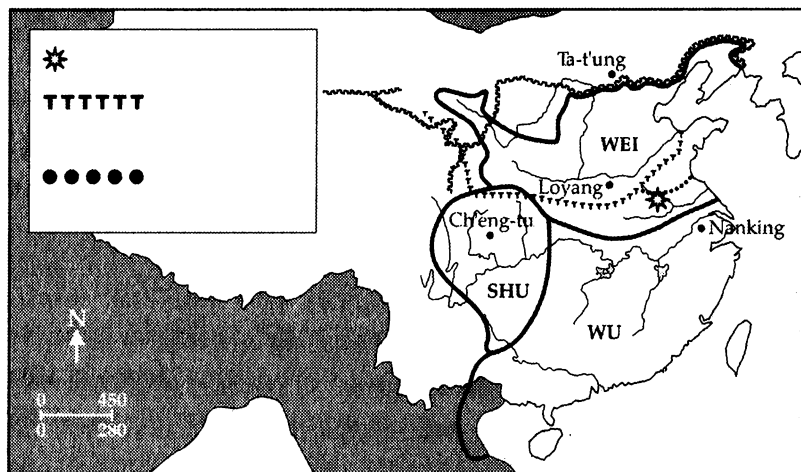 Ta-t'ung
WEI
Loyang
Ch'eng-tu
Nanking
SHU
WU
N
0 450
0 280